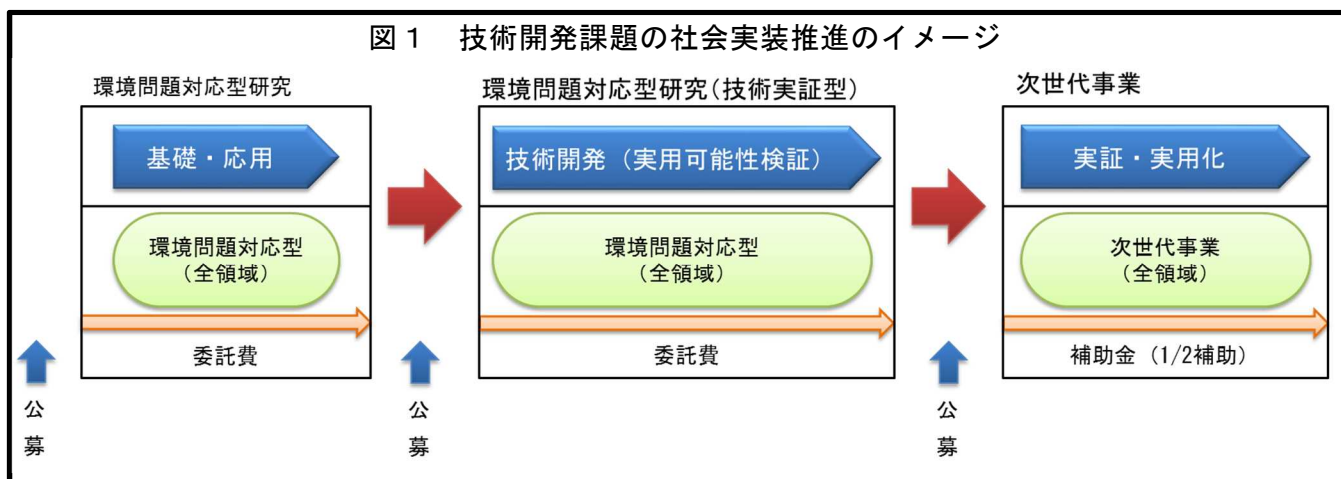 図1 技術開発課題の社会実装推進のイメージ
環境問題対応型研究
基礎・応用
環境問題対応型
(全領域)
委託費
公
募
環境問題対応型研究(技術実証型)
技術開発（実用可能性検証）
環境問題対応型
(全領域)
委託費
公
募
次世代事業
実証・実用化
次世代事業
(全領域)
補助金（1/2補助）
公
募